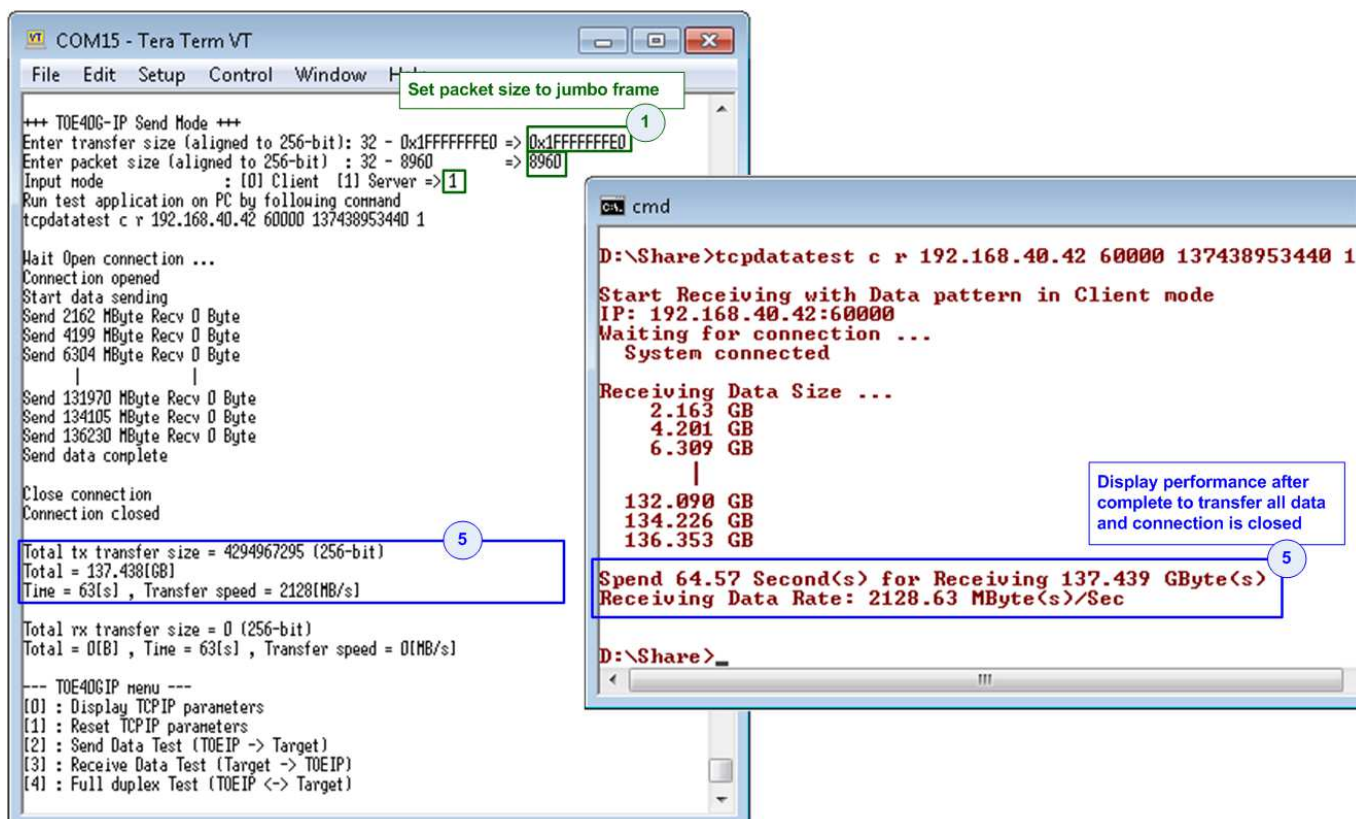 COM15 - Tera Term VT
File Edit Setup Control Window
Set packet size to jumbo frame
1
+++ TOE40G-IP Send Mode +++
Enter transfer size (aligned to 256-bit): 32 - 0x1FFFFFFFE0 => 0x1FFFFFFFE0
Enter packet size (aligned to 256-bit) : 32 - 8960 => 8960
Input mode : [0] Client [1] Server => 1
Run test application on PC by following command
tcpdatatest c r 192.168.40.42 60000 137438953440 1
Wait Open connection ...
Connection opened
Start data sending
Send 2162 MByte Recv 0 Byte
Send 4199 MByte Recv 0 Byte
Send 6304 MByte Recv 0 Byte
| |
Send 131970 MByte Recv 0 Byte
Send 134105 MByte Recv 0 Byte
Send 136230 MByte Recv 0 Byte
Send data complete
Close connection
Connection closed
5
Total tx transfer size = 4294967295 (256-bit)
Total = 137.438[GB]
Time = 63[s] , Transfer speed = 2128[MB/s]
Total rx transfer size = 0 (256-bit)
Total = 0[B] , Time = 63[s] , Transfer speed = 0[MB/s]
--- TOE40GIP menu ---
[0] : Display TCPIP parameters
[1] : Reset TCPIP parameters
[2] : Send Data Test (TOEIP -> Target)
[3] : Receive Data Test (Target -> TOEIP)
[4] : Full duplex Test (TOEIP <-> Target)
cmd
D:\Share>tcpdatatest c r 192.168.40.42 60000 137438953440 1
Start Receiving with Data pattern in Client mode
IP: 192.168.40.42:60000
Waiting for connection ...
System connected
Receiving Data Size ...
2.163 GB
4.201 GB
6.309 GB
|
132.090 GB
134.226 GB
136.353 GB
Display performance after
complete to transfer all data
and connection is closed
5
Spend 64.57 Second(s) for Receiving 137.439 GByte(s)
Receiving Data Rate: 2128.63 MByte(s)/Sec
D:\Share>_